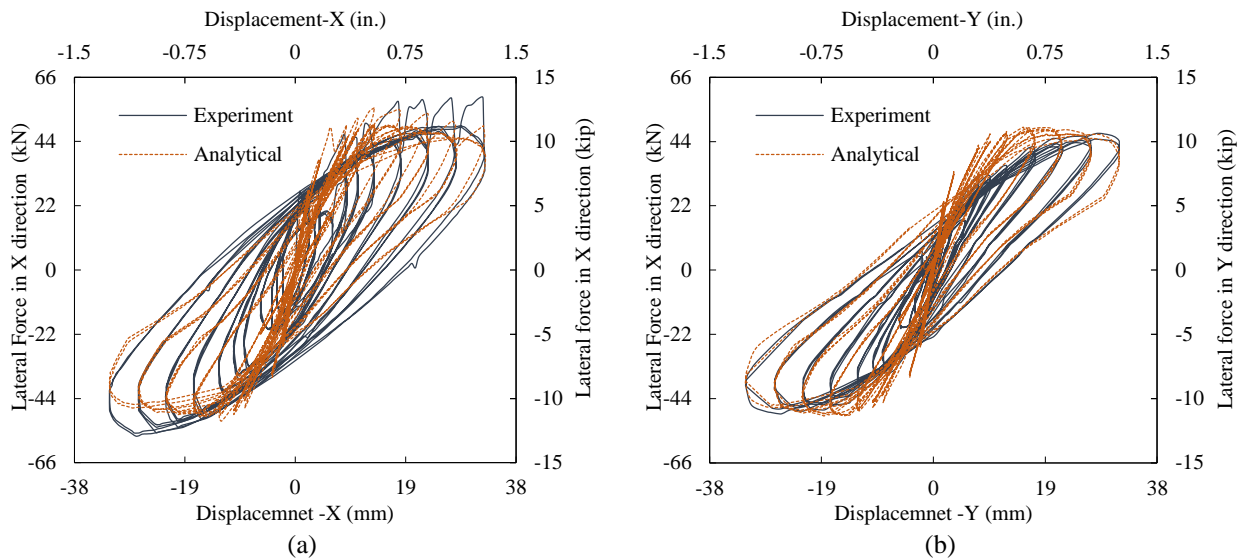 Displacement-X (in.)
-1.5 -0.75 0 0.75 1.5
66 15
44 10
22 5
0 0
-22 -5
-44 -10
-66 -15
Experiment
Analytical
Lateral Force in X direction (kN)
Lateral force in X direction (kip)
-38 -19 0 19 38
Displacemnet -X (mm)
(a)
Displacement-Y (in.)
-1.5 -0.75 0 0.75 1.5
66 15
44 10
22 5
0 0
-22 -5
-44 -10
-66 -15
Experiment
Analytical
Lateral Force in X direction (kN)
Lateral force in Y direction (kip)
-38 -19 0 19 38
Displacemnet -Y (mm)
(b)